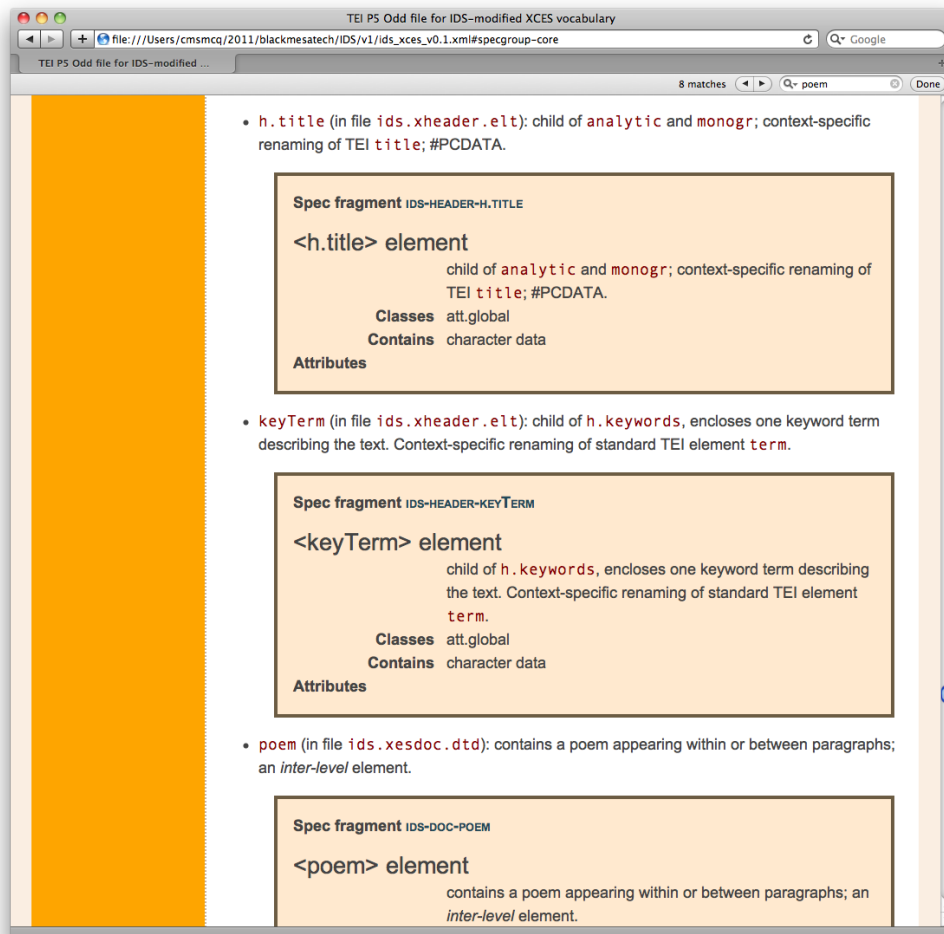 TEI P5 Odd file for IDS-modified XCES vocabulary
file:///Users/cmsmcq/2011/blackmesatech/IDS/v1/ids_xces_v0.1.xml#specgroup-core
Google
TEI P5 Odd file for IDS-modified ...
8 matches
poem
Done
• h.title (in file ids.xheader.elt): child of analytic and monogr; context-specific
renaming of TEI title; #PCDATA.
Spec fragment IDS-HEADER-H.TITLE
<h.title> element
child of analytic and monogr; context-specific renaming of
TEI title; #PCDATA.
Classes att.global
Contains character data
Attributes
• keyTerm (in file ids.xheader.elt): child of h.keywords, encloses one keyword term
describing the text. Context-specific renaming of standard TEI element term.
Spec fragment IDS-HEADER-KEYTERM
<keyTerm> element
child of h.keywords, encloses one keyword term describing
the text. Context-specific renaming of standard TEI element
term.
Classes att.global
Contains character data
Attributes
• poem (in file ids.xesdoc.dtd): contains a poem appearing within or between paragraphs;
an inter-level element.
Spec fragment IDS-DOC-POEM
<poem> element
contains a poem appearing within or between paragraphs; an
inter-level element.